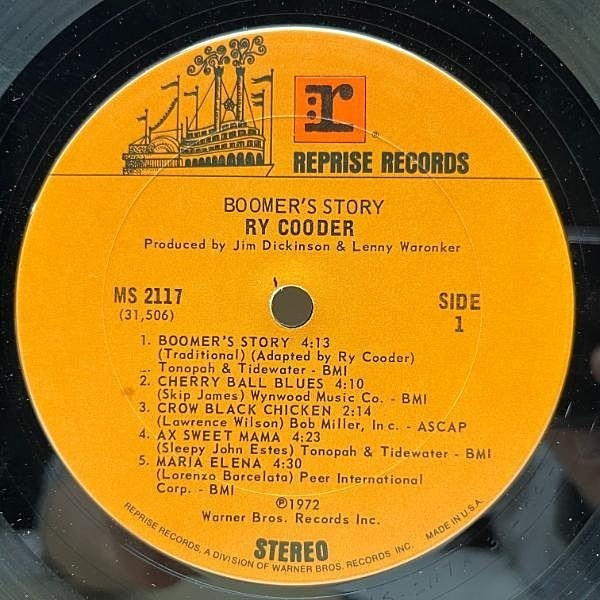 r
®
REPRISE RECORDS
BOOMER'S STORY
RY COODER
Produced by Jim Dickinson & Lenny Waronker
MS 2117
(31,506)
SIDE
1
1. BOOMER'S STORY 4:13
(Traditional) (Adapted by Ry Cooder)
Tonopah & Tidewater - BMI
2. CHERRY BALL BLUES 4:10
(Skip James) Wynwood Music Co. - BMI
3. CROW BLACK CHICKEN 2:14
(Lawrence Wilson) Bob Miller, Inc. - ASCAP
4. AX SWEET MAMA 4:23
(Sleepy John Estes) Tonopah & Tidewater - BMI
5. MARIA ELENA 4:30
(Lorenzo Barcelata) Peer International
Corp. - BMI
℗1972
Warner Bros. Records Inc.
STEREO
REPRISE RECORDS, A DIVISION OF WARNER BROS. RECORDS INC. MADE IN U.S.A.